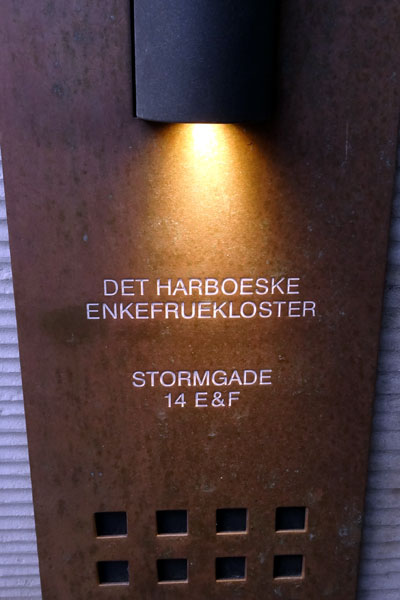 DET HARBOESKE
ENKEFRUEKLOSTER
STORMGADE
14 E&F